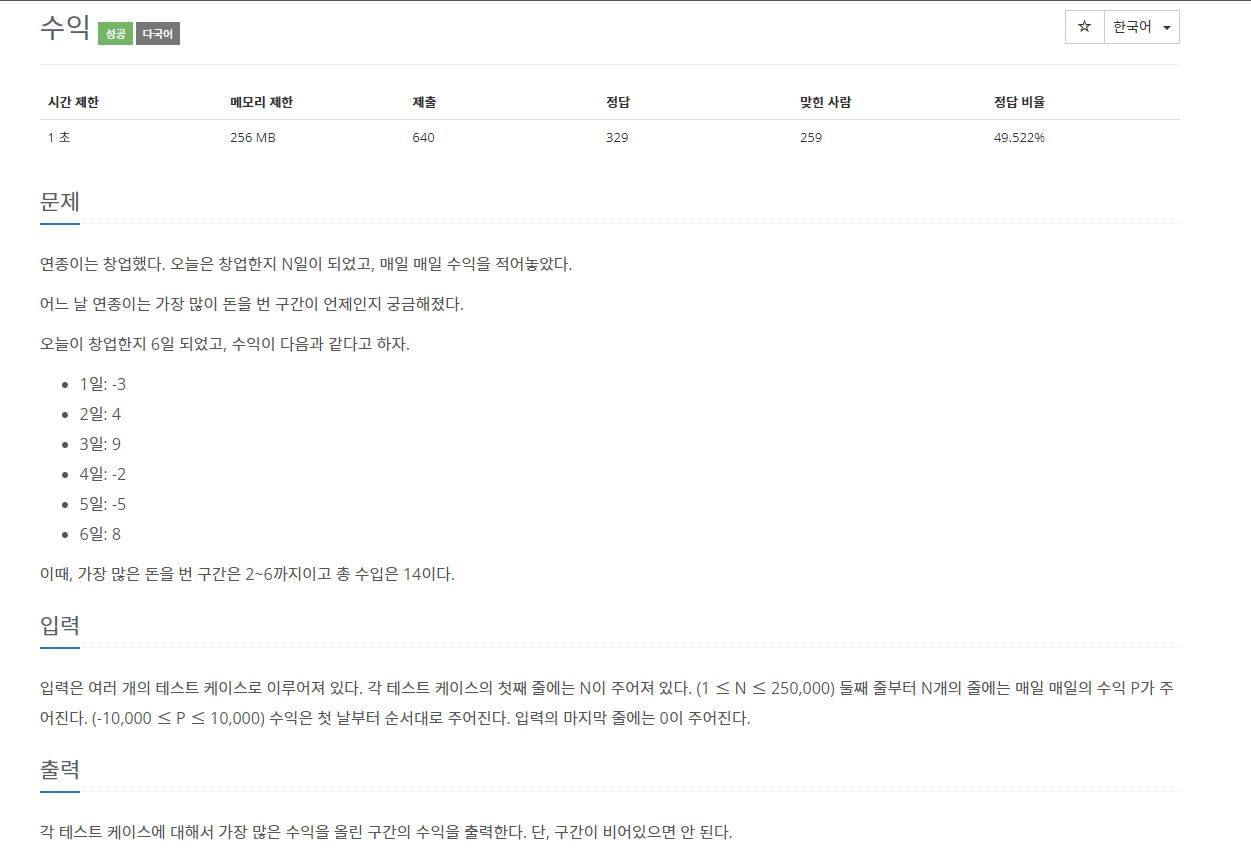 수익 성공 다국어
☆ 한국어
시간 제한 메모리 제한 제출 정답 맞힌 사람 정답 비율
1 초 256 MB 640 329 259 49.522%
문제
연종이는 창업했다. 오늘은 창업한지 N일이 되었고, 매일 매일 수익을 적어놓았다.
어느 날 연종이는 가장 많이 돈을 번 구간이 언제인지 궁금해졌다.
오늘이 창업한지 6일 되었고, 수익이 다음과 같다고 하자.
• 1일: -3
• 2일: 4
• 3일: 9
• 4일: -2
• 5일: -5
• 6일: 8
이때, 가장 많은 돈을 번 구간은 2~6까지이고 총 수입은 14이다.
입력
입력은 여러 개의 테스트 케이스로 이루어져 있다. 각 테스트 케이스의 첫째 줄에는 N이 주어져 있다. (1 ≤ N ≤ 250,000) 둘째 줄부터 N개의 줄에는 매일 매일의 수익 P가 주
어진다. (-10,000 ≤ P ≤ 10,000) 수익은 첫 날부터 순서대로 주어진다. 입력의 마지막 줄에는 0이 주어진다.
출력
각 테스트 케이스에 대해서 가장 많은 수익을 올린 구간의 수익을 출력한다. 단, 구간이 비어있으면 안 된다.